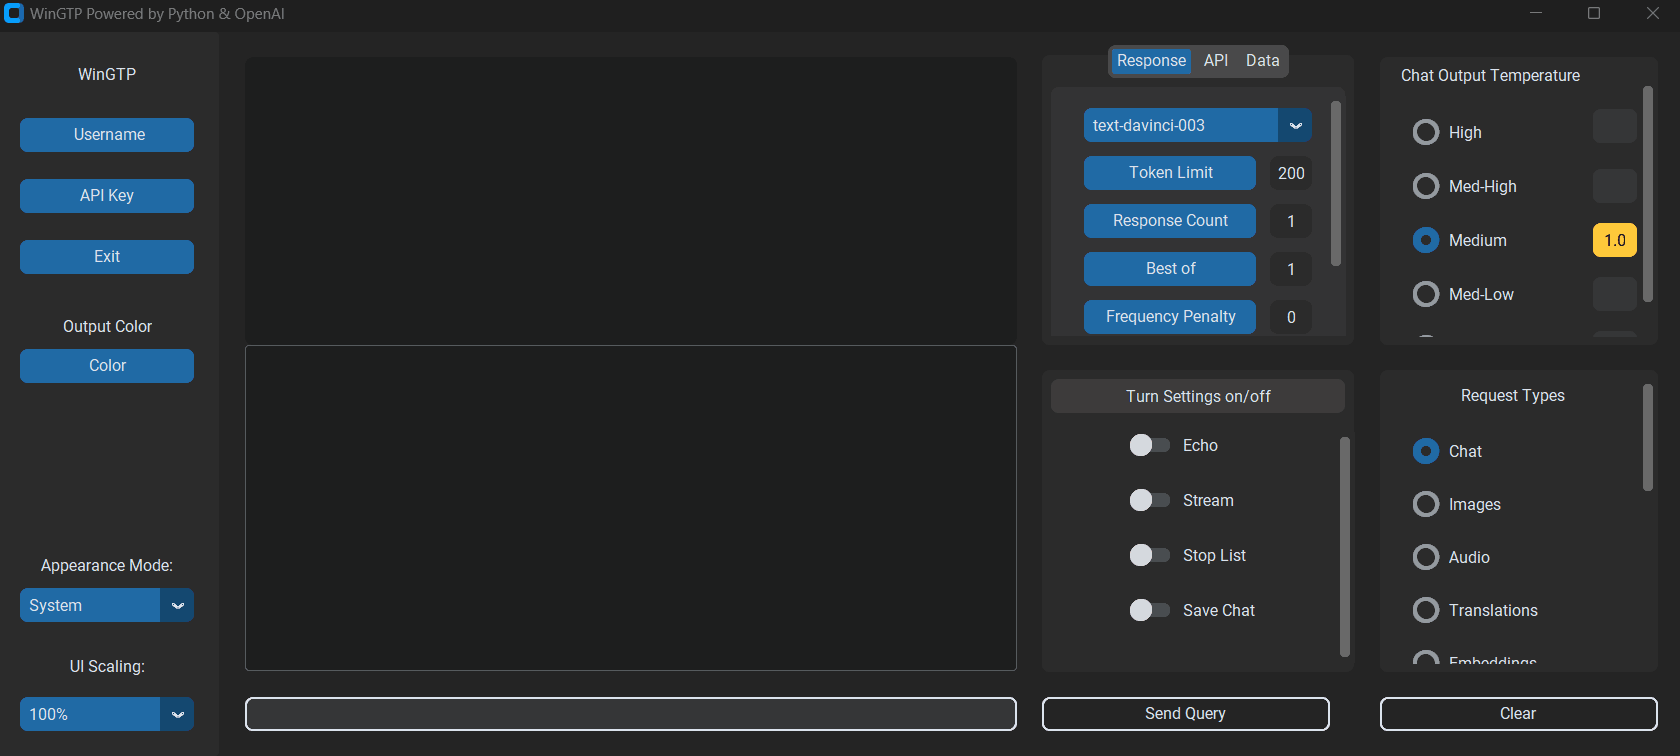 WinGTP Powered by Python & OpenAI
WinGTP
Username
API Key
Exit
Output Color
Color
Appearance Mode:
System
UI Scaling:
100%
Response API Data
text-davinci-003
Token Limit 200
Response Count 1
Best of 1
Frequency Penalty 0
Turn Settings on/off
Echo
Stream
Stop List
Save Chat
Send Query
Chat Output Temperature
High
Med-High
Medium 1.0
Med-Low
Request Types
Chat
Images
Audio
Translations
Embeddings
Clear